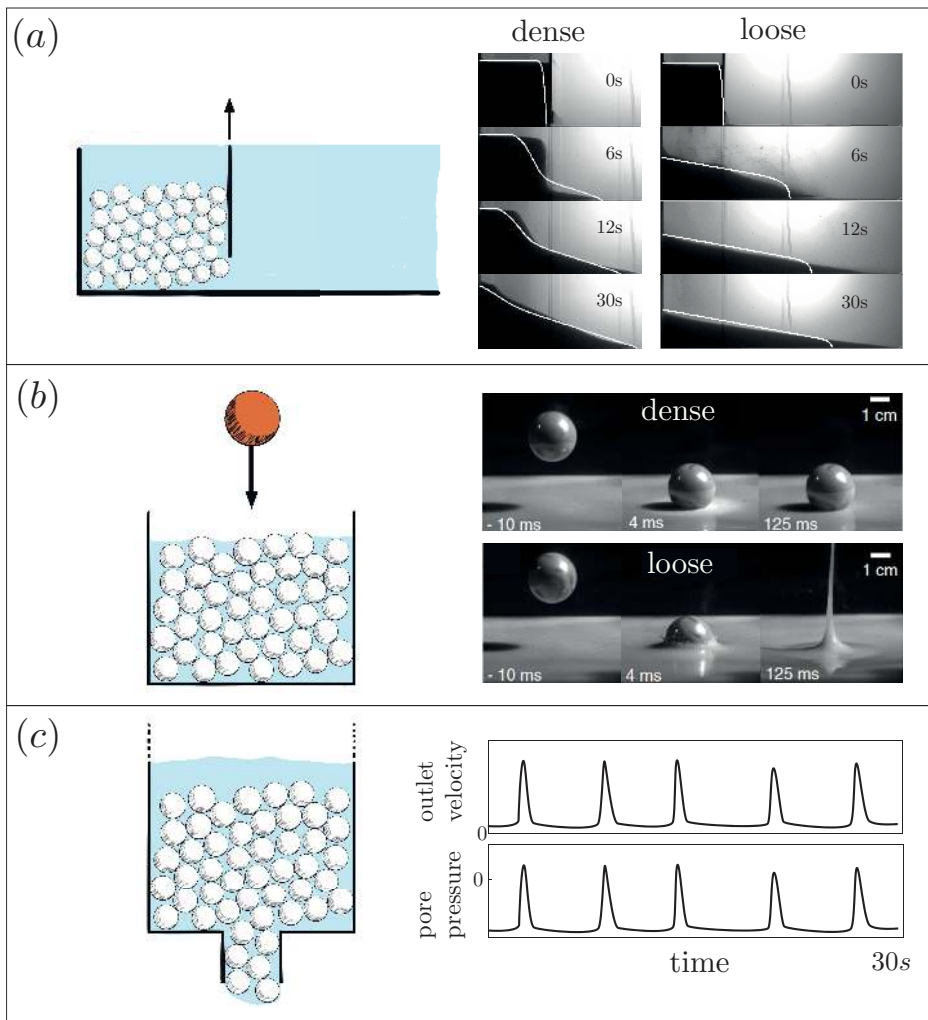 (a)
dense
loose
0s
6s
12s
30s
0s
6s
12s
30s
(b)
dense
1 cm
- 10 ms
4 ms
125 ms
loose
1 cm
- 10 ms
4 ms
125 ms
(c)
outlet
velocity
0
pore
pressure
0
time
30s